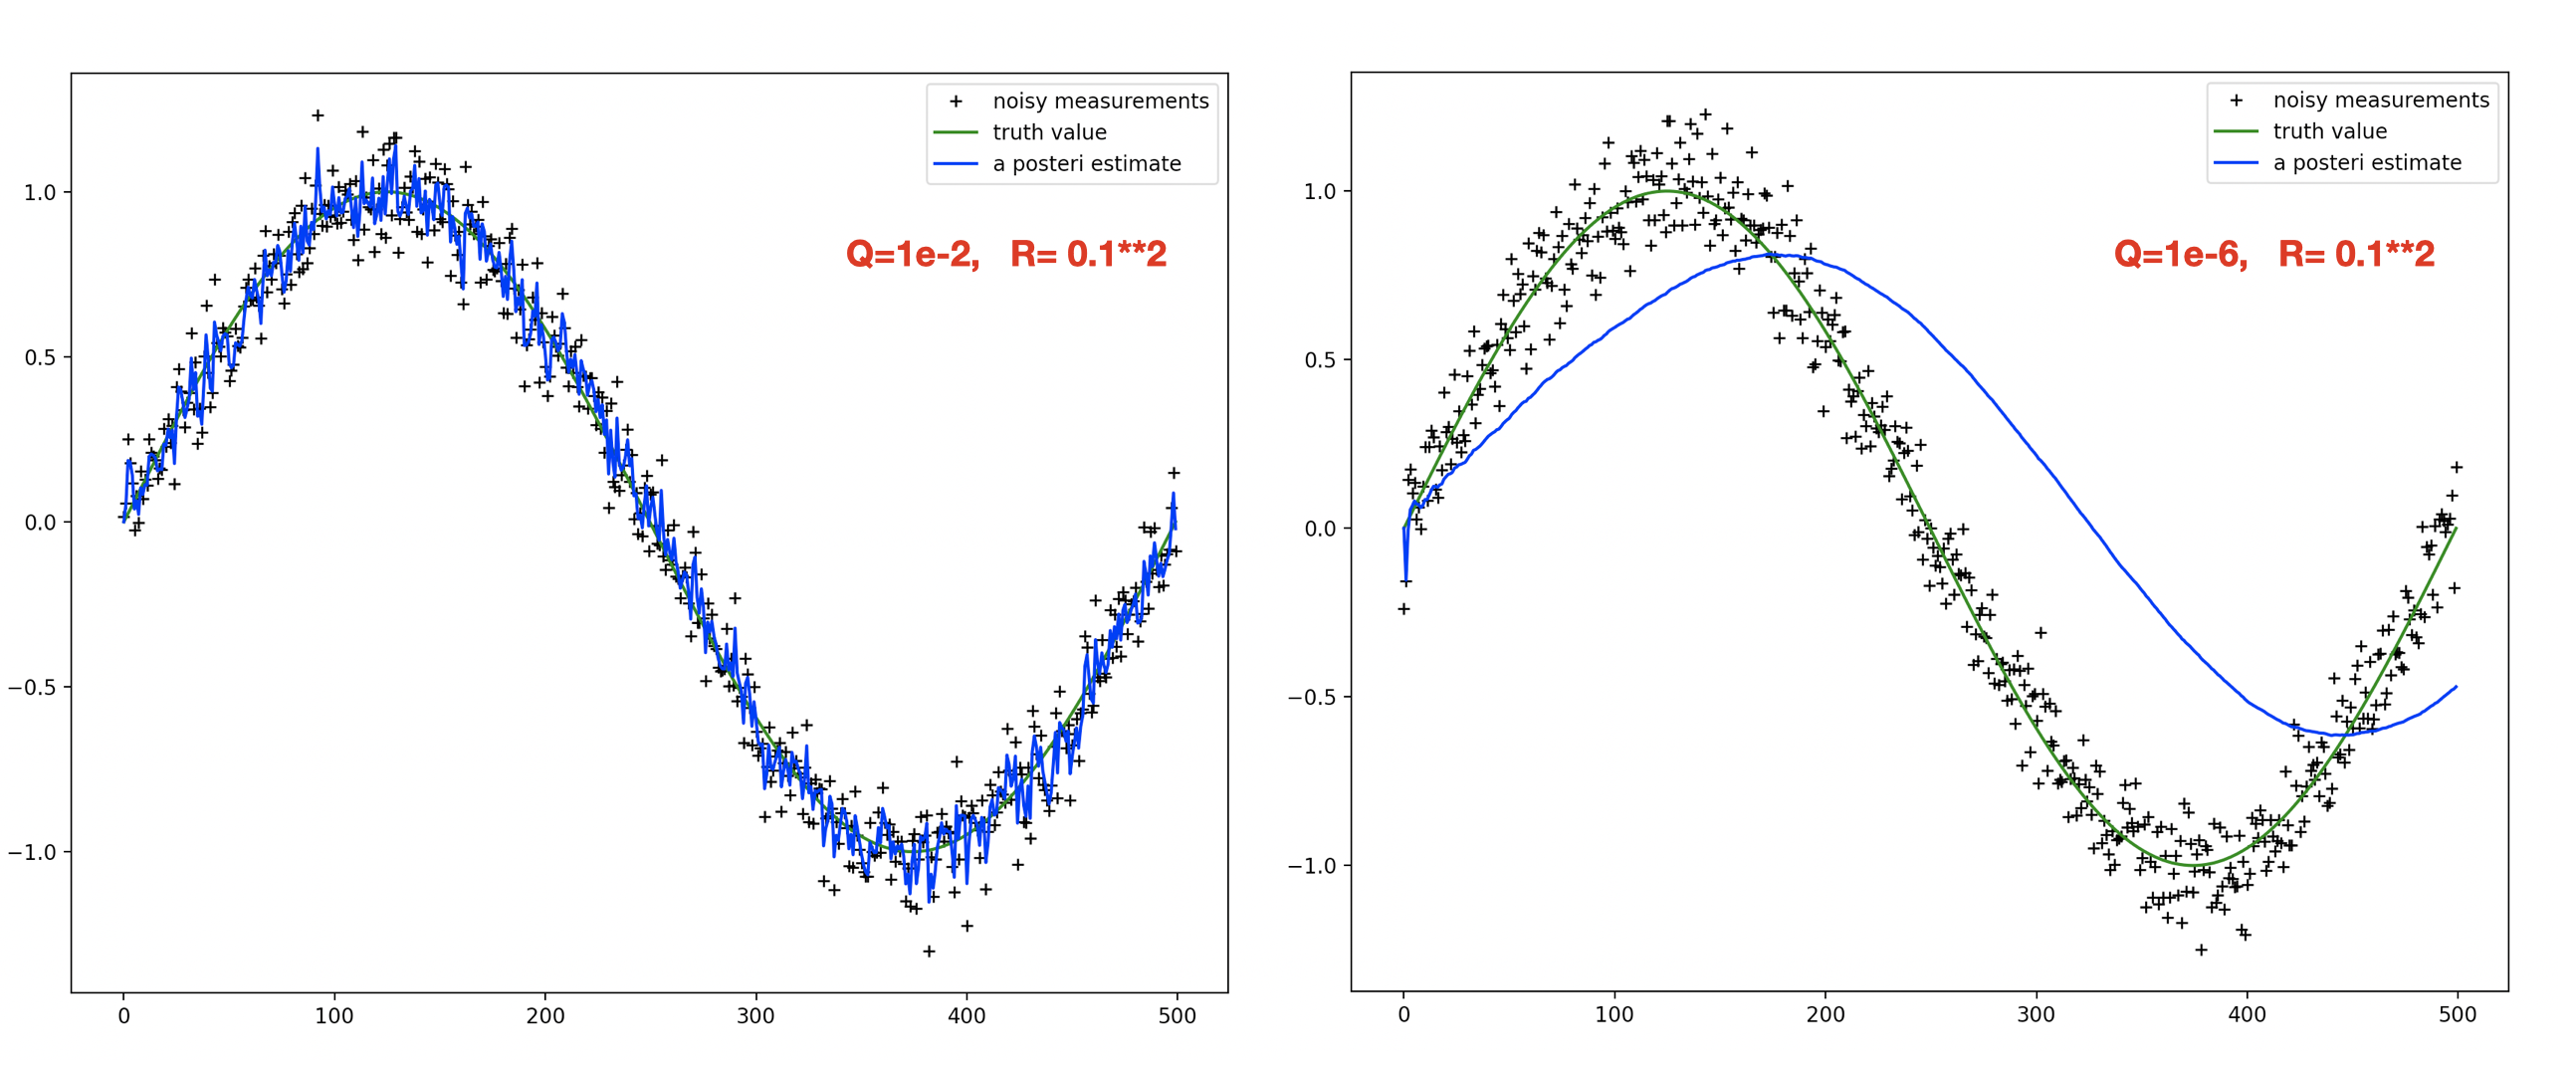 noisy measurements
truth value
a posteri estimate
Q=1e-2, R= 0.1**2
1.0
0.5
0.0
−0.5
−1.0
0 100 200 300 400 500
noisy measurements
truth value
a posteri estimate
Q=1e-6, R= 0.1**2
1.0
0.5
0.0
−0.5
−1.0
0 100 200 300 400 500